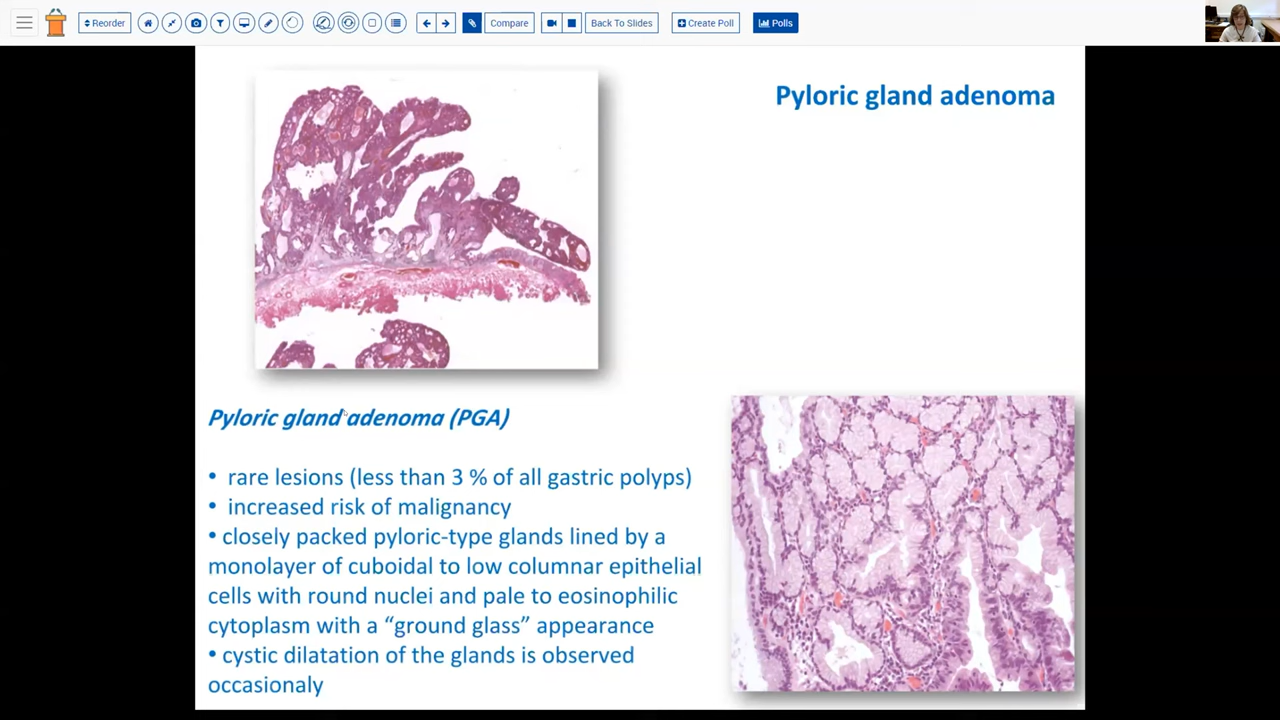 Reorder
Compare
Back To Slides
Create Poll
Polls
Pyloric gland adenoma
Pyloric gland adenoma (PGA)
• rare lesions (less than 3 % of all gastric polyps)
• increased risk of malignancy
• closely packed pyloric-type glands lined by a
monolayer of cuboidal to low columnar epithelial
cells with round nuclei and pale to eosinophilic
cytoplasm with a “ground glass” appearance
• cystic dilatation of the glands is observed
occasionaly